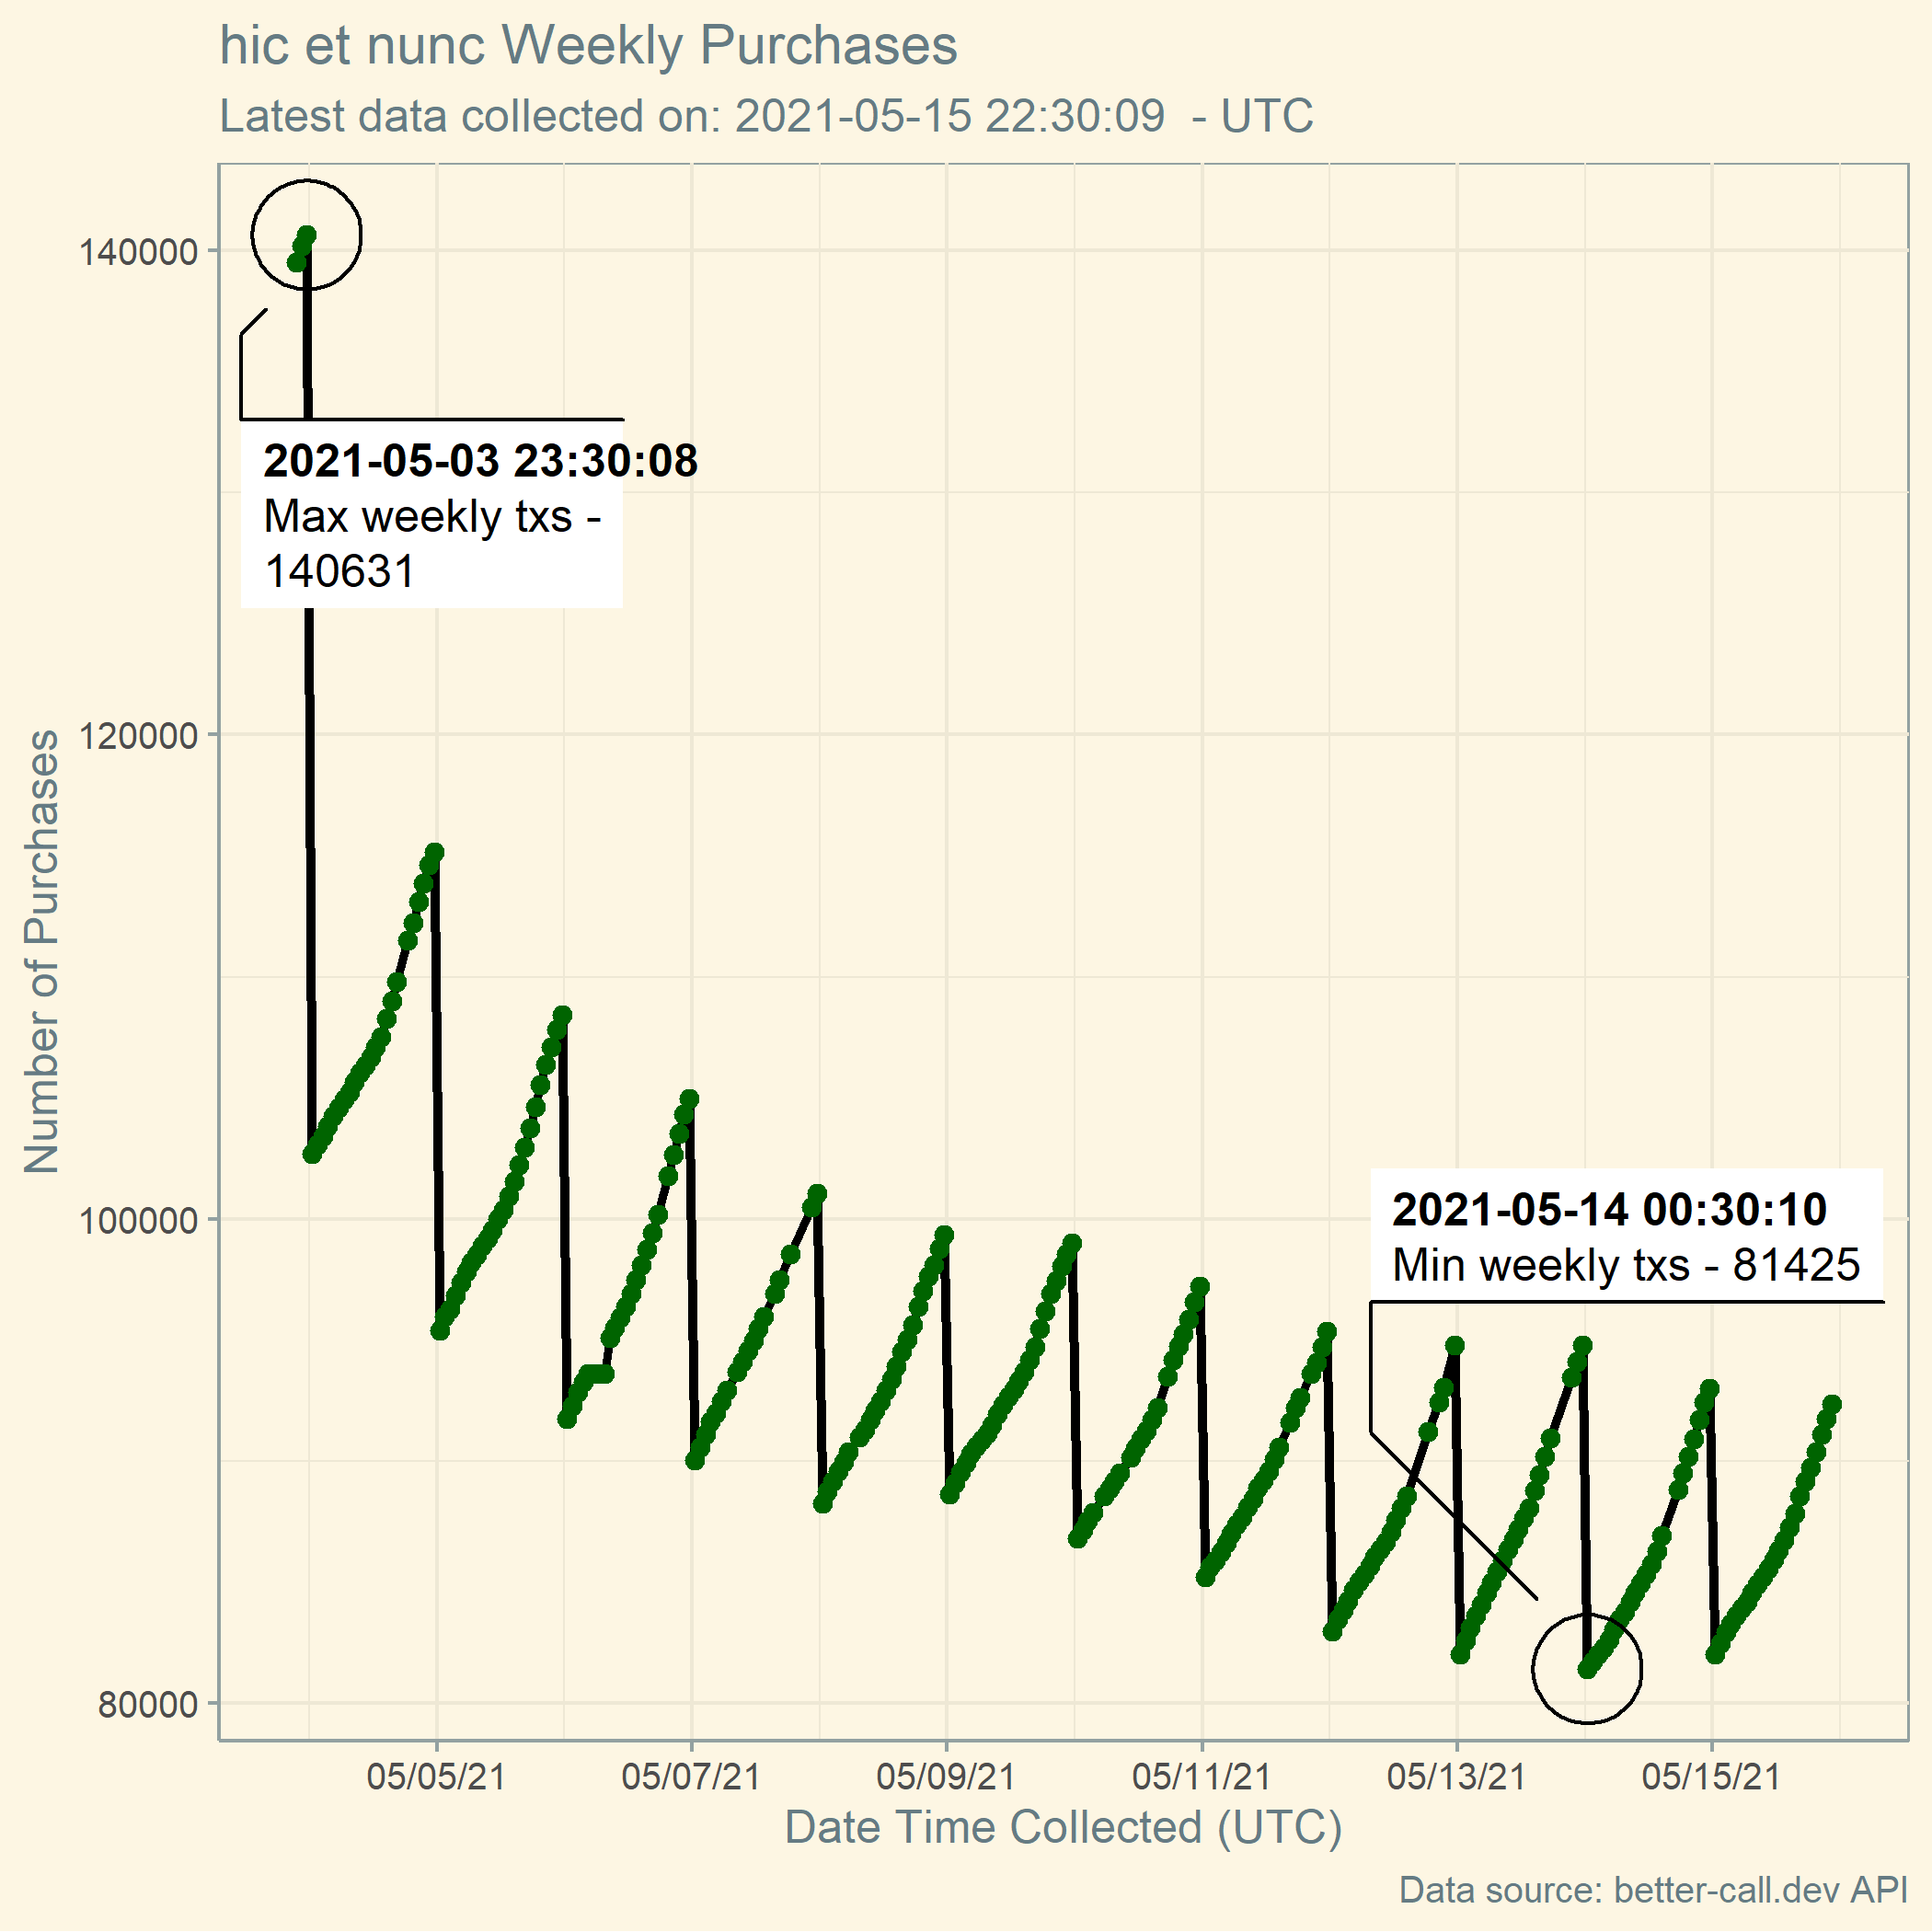 hic et nunc Weekly Purchases
Latest data collected on: 2021-05-15 22:30:09  - UTC
140000
2021-05-03 23:30:08
Max weekly txs -
140631
120000
Number of Purchases
100000
2021-05-14 00:30:10
Min weekly txs - 81425
80000
05/05/21 05/07/21 05/09/21 05/11/21 05/13/21 05/15/21
Date Time Collected (UTC)
Data source: better-call.dev API